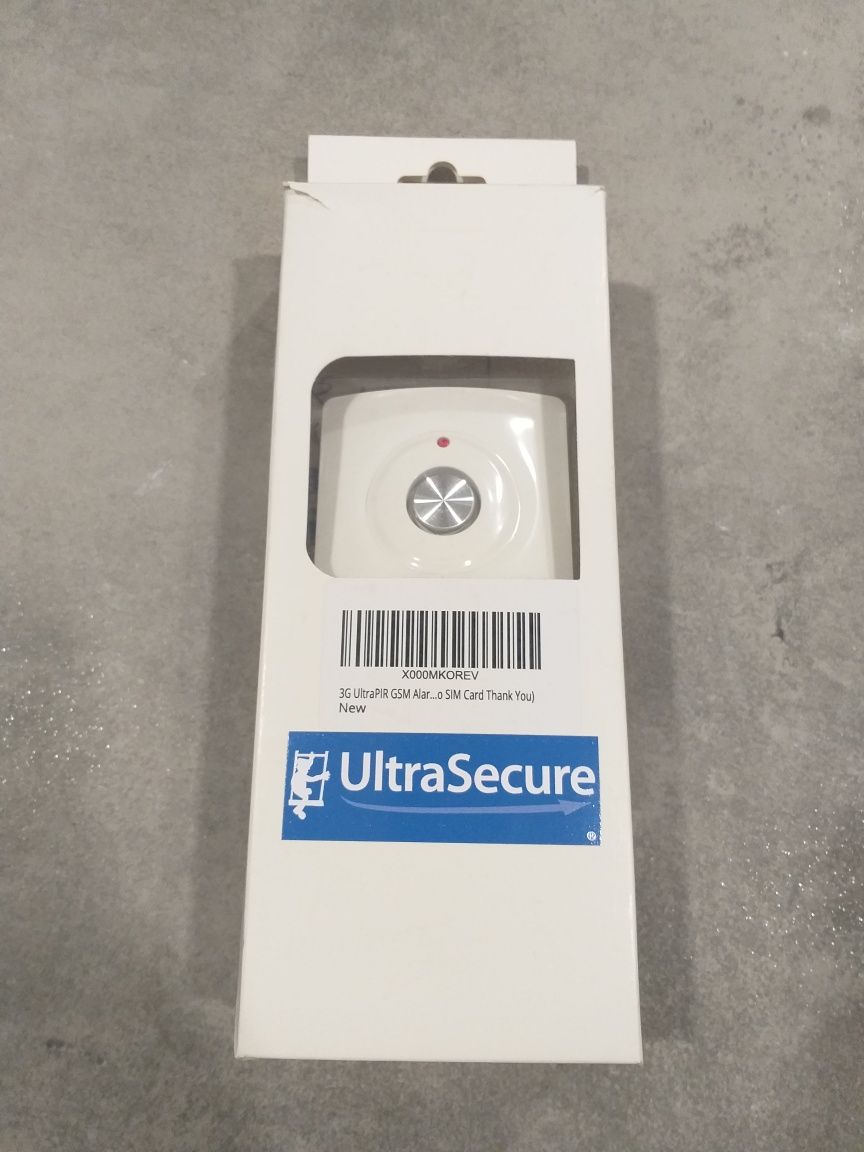 X000MKOREV
3G UltraPIR GSM Alar...o SIM Card Thank You)
New
UltraSecure
®